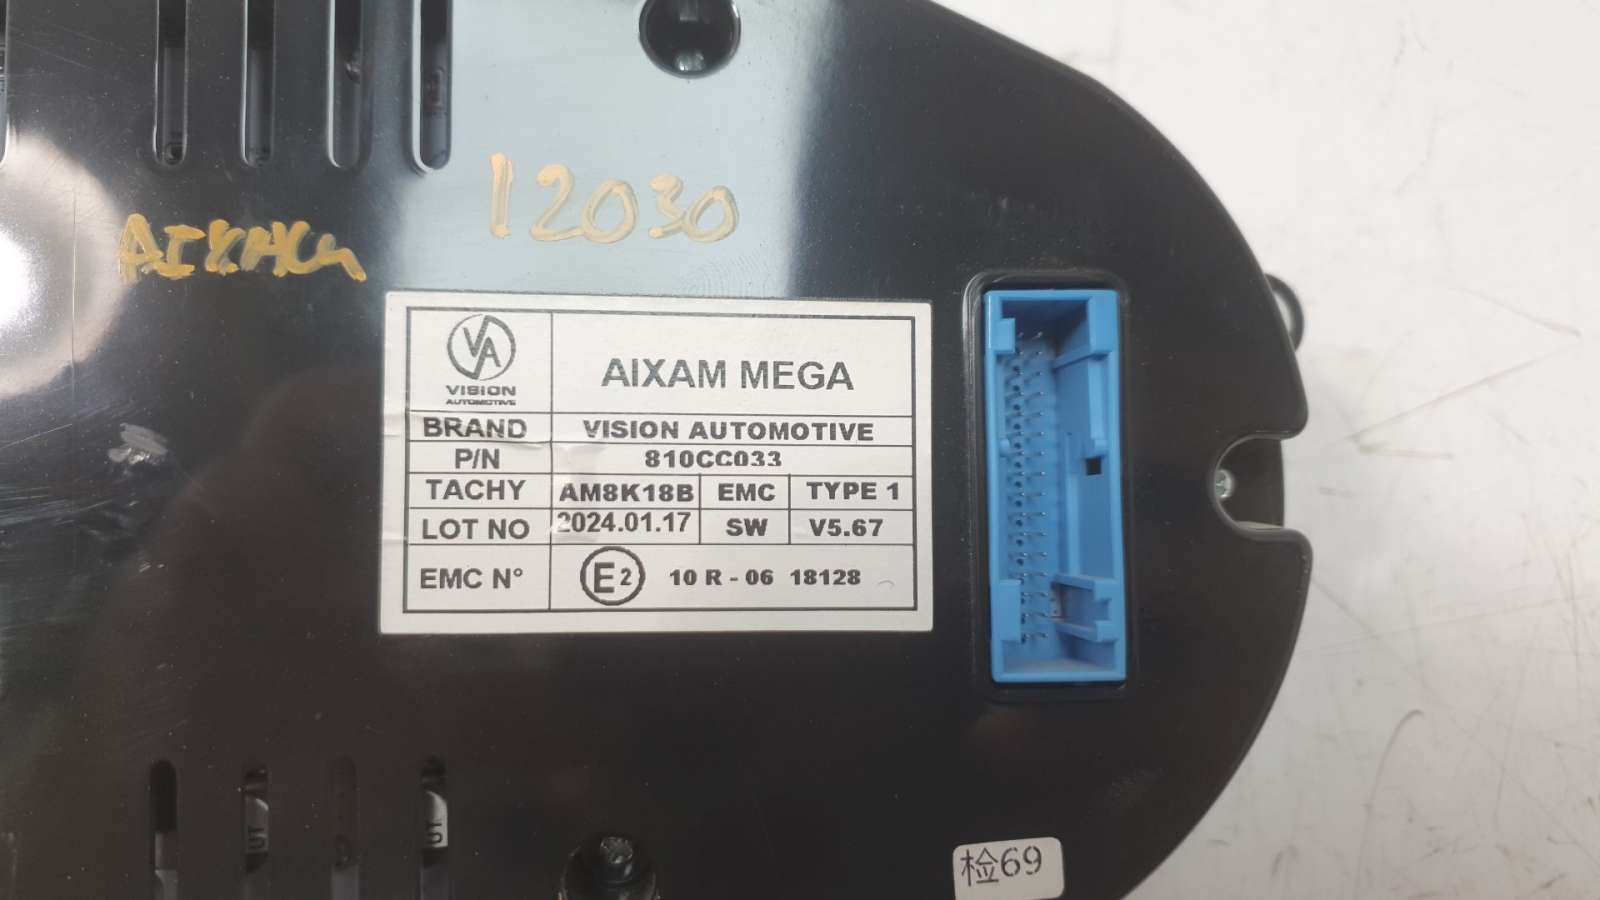 12030
VA
VISION
AUTOMOTIVE
AIXAM MEGA
BRAND VISION AUTOMOTIVE
P/N 810CC033
TACHY AM8K18B EMC TYPE 1
LOT NO 2024.01.17 SW V5.67
EMC N° E2 10 R - 06 18128
检69